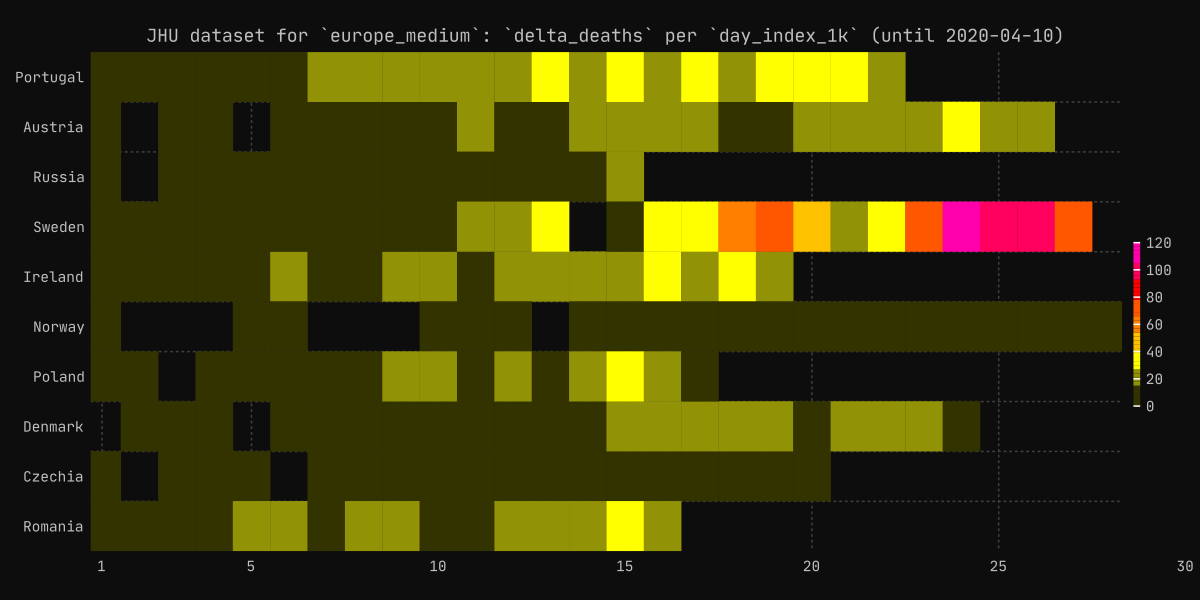 JHU dataset for `europe_medium`: `delta_deaths` per `day_index_1k` (until 2020-04-10)
Portugal
Austria
Russia
Sweden
Ireland
Norway
Poland
Denmark
Czechia
Romania
1 5 10 15 20 25 30
120
100
80
60
40
20
0